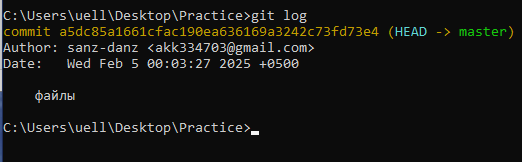 C:\Users\uell\Desktop\Practice>git log
commit a5dc85a1661cfac190ea636169a3242c73fd73e4 (HEAD -> master)
Author: sanz-danz <akk334703@gmail.com>
Date:   Wed Feb 5 00:03:27 2025 +0500
файлы
C:\Users\uell\Desktop\Practice>